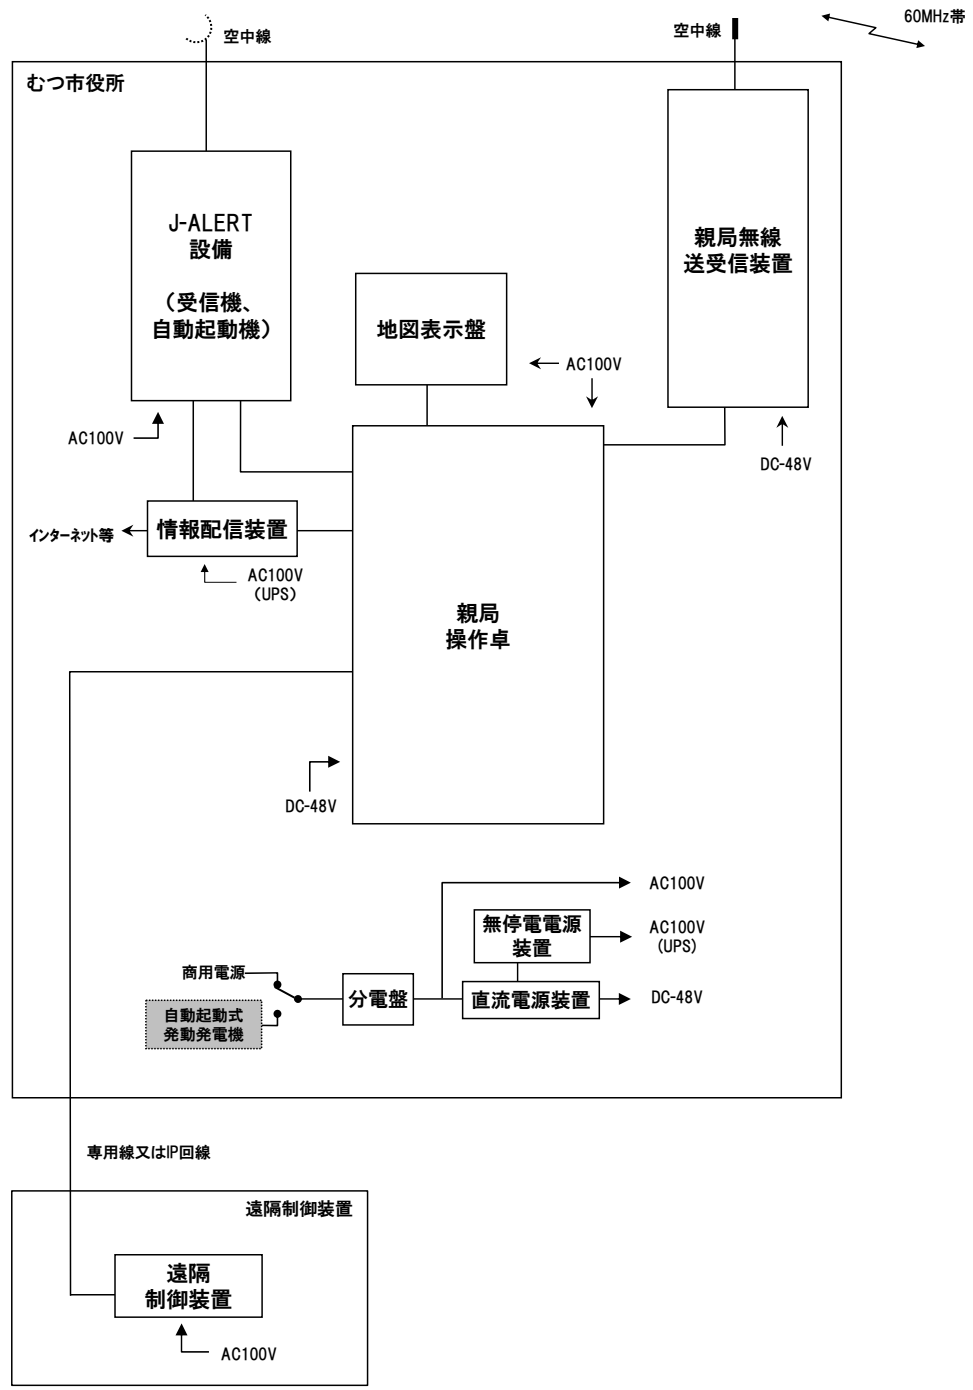 60MHz帯
空中線
空中線
むつ市役所
J-ALERT
設備
（受信機、
自動起動機）
親局無線
送受信装置
地図表示盤
AC100V
AC100V
DC-48V
インターネット等
情報配信装置
AC100V
（UPS）
親局
操作卓
DC-48V
AC100V
無停電電源
装置
AC100V
(UPS)
商用電源
分電盤
直流電源装置
DC-48V
自動起動式
発動発電機
専用線又はIP回線
遠隔制御装置
遠隔
制御装置
AC100V